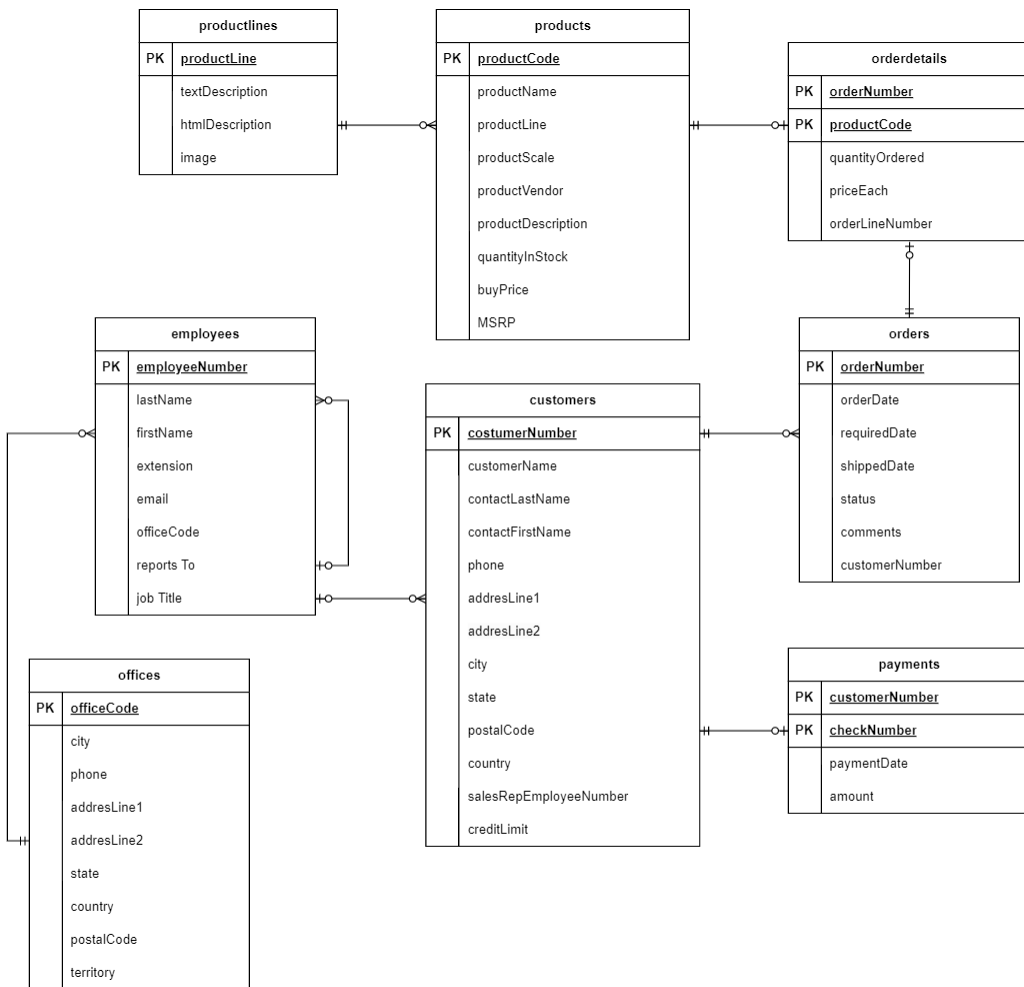 productlines
PK productLine
textDescription
htmlDescription
image
products
PK productCode
productName
productLine
productScale
productVendor
productDescription
quantityInStock
buyPrice
MSRP
orderdetails
PK orderNumber
PK productCode
quantityOrdered
priceEach
orderLineNumber
employees
PK employeeNumber
lastName
firstName
extension
email
officeCode
reports To
job Title
customers
PK costumerNumber
customerName
contactLastName
contactFirstName
phone
addresLine1
addresLine2
city
state
postalCode
country
salesRepEmployeeNumber
creditLimit
orders
PK orderNumber
orderDate
requiredDate
shippedDate
status
comments
customerNumber
offices
PK officeCode
city
phone
addresLine1
addresLine2
state
country
postalCode
territory
payments
PK customerNumber
PK checkNumber
paymentDate
amount